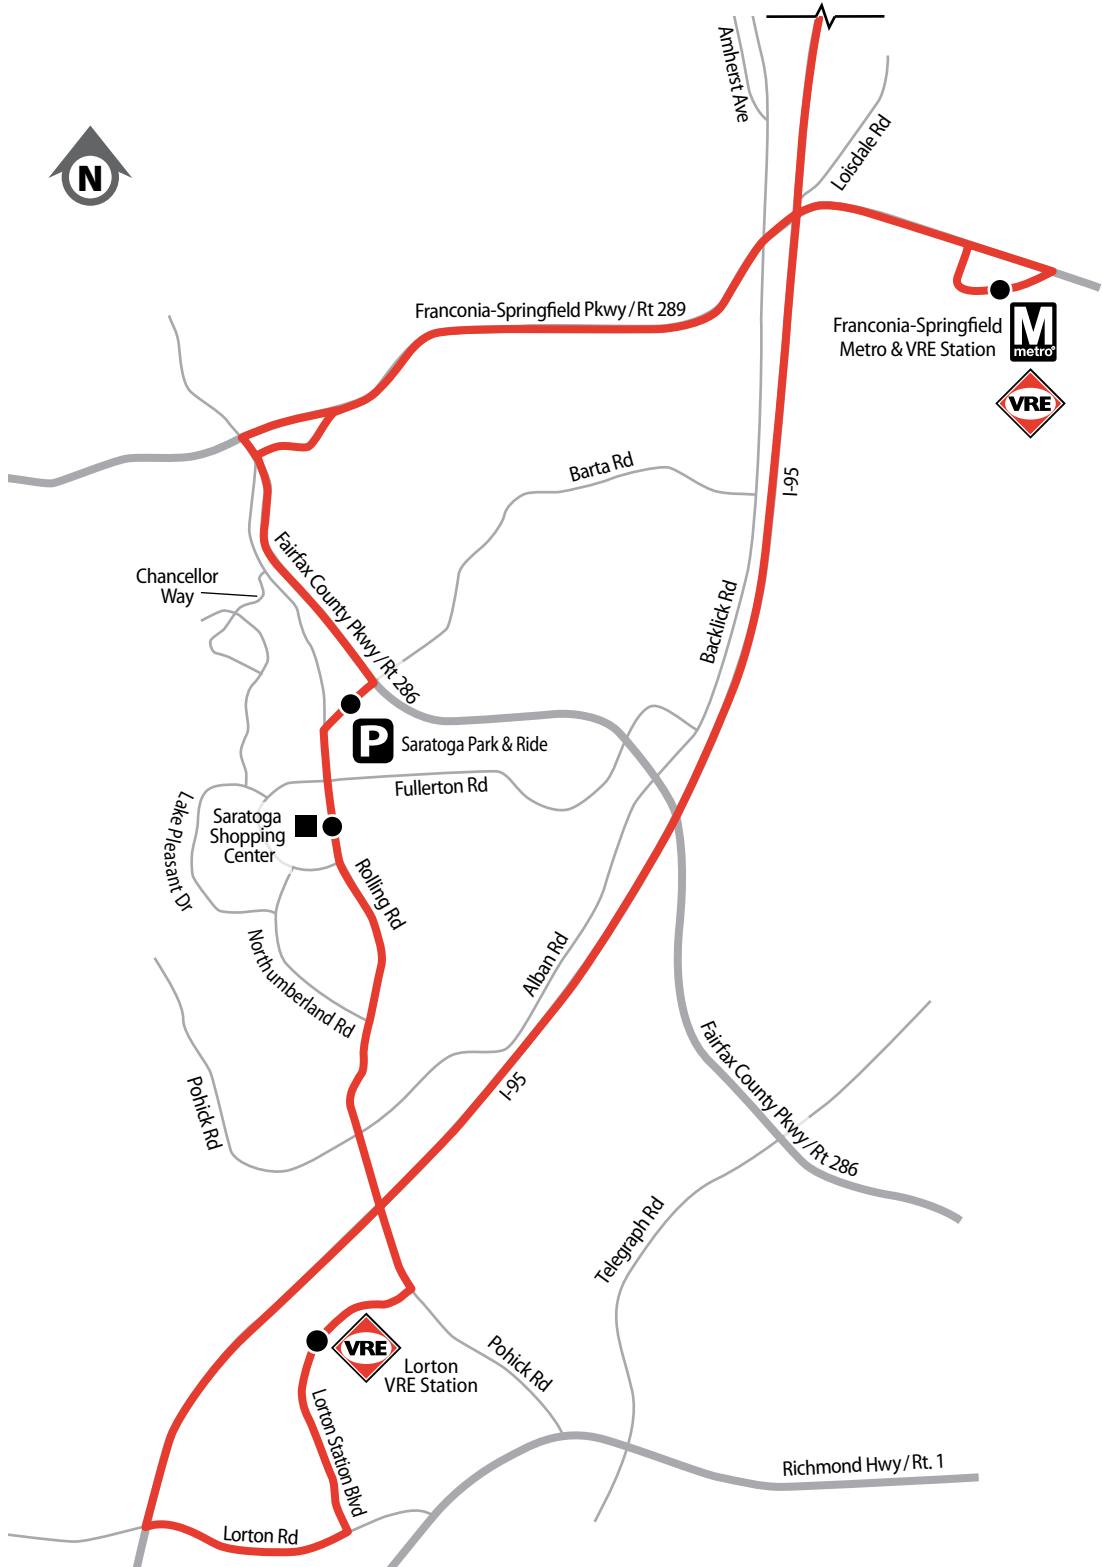 Amherst Ave
Loisdale Rd
N
Franconia-Springfield Pkwy / Rt 289
Franconia-Springfield
Metro & VRE Station
M
metro
VRE
Barta Rd
I-95
Fairfax County Pkwy / Rt 286
Chancellor
Way
Backlick Rd
P
Saratoga Park & Ride
Fullerton Rd
Lake Pleasant Dr
Saratoga
Shopping
Center
Rolling Rd
Northumberland Rd
Alban Rd
Pohick Rd
I-95
Fairfax County Pkwy / Rt 286
Telegraph Rd
VRE
Lorton
VRE Station
Pohick Rd
Lorton Station Blvd
Richmond Hwy / Rt. 1
Lorton Rd